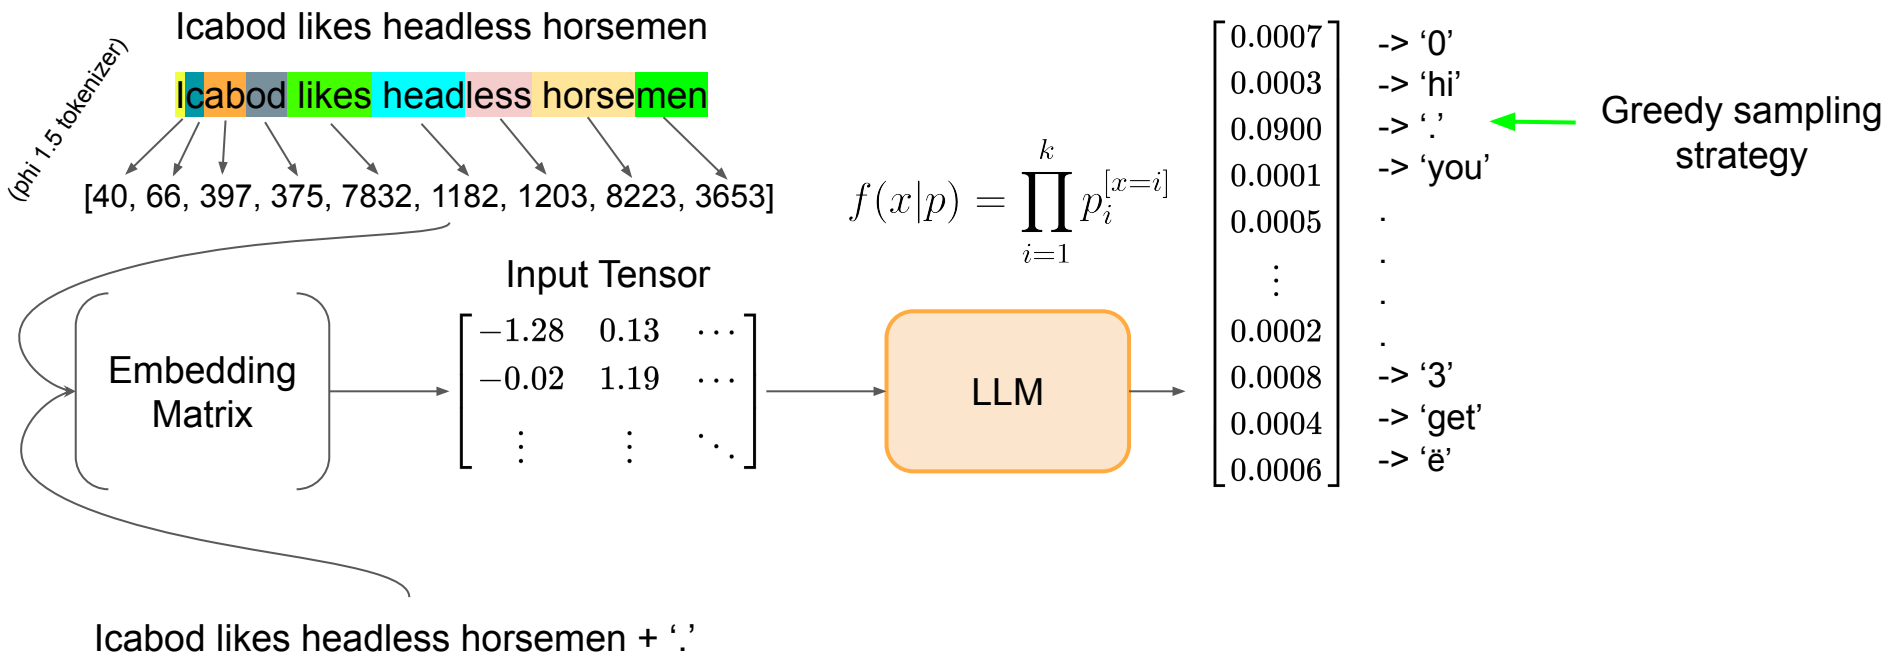 Icabod likes headless horsemen
(phi 1.5 tokenizer)
Icabod likes headless horsemen
[40, 66, 397, 375, 7832, 1182, 1203, 8223, 3653]
Embedding
Matrix
Input Tensor
−1.28 0.13 ⋯
−0.02 1.19 ⋯
⋮ ⋮ ⋱
f(x|p) = ∏_{i=1}^{k} p_i^{[x=i]}
LLM
0.0007 -> ‘0’
0.0003 -> ‘hi’
0.0900 -> ‘.’
0.0001 -> ‘you’
0.0005 .
⋮ .
.
0.0002 .
0.0008 -> ‘3’
0.0004 -> ‘get’
0.0006 -> ‘ë’
Greedy sampling
strategy
Icabod likes headless horsemen + ‘.’